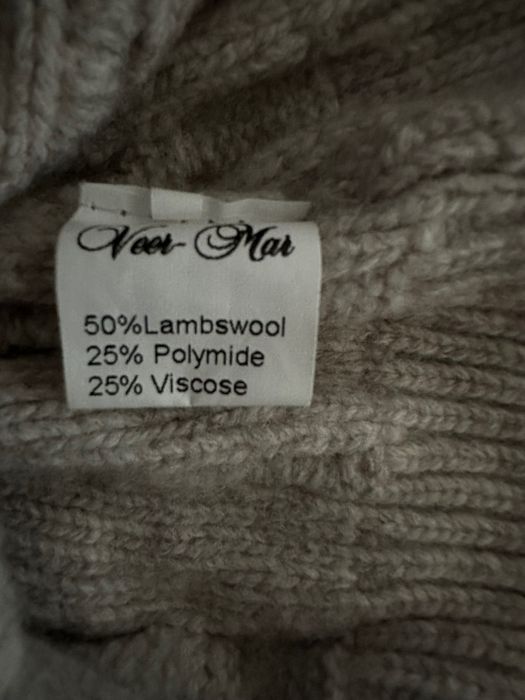 Veer-Mar
50%Lambswool
25% Polymide
25% Viscose